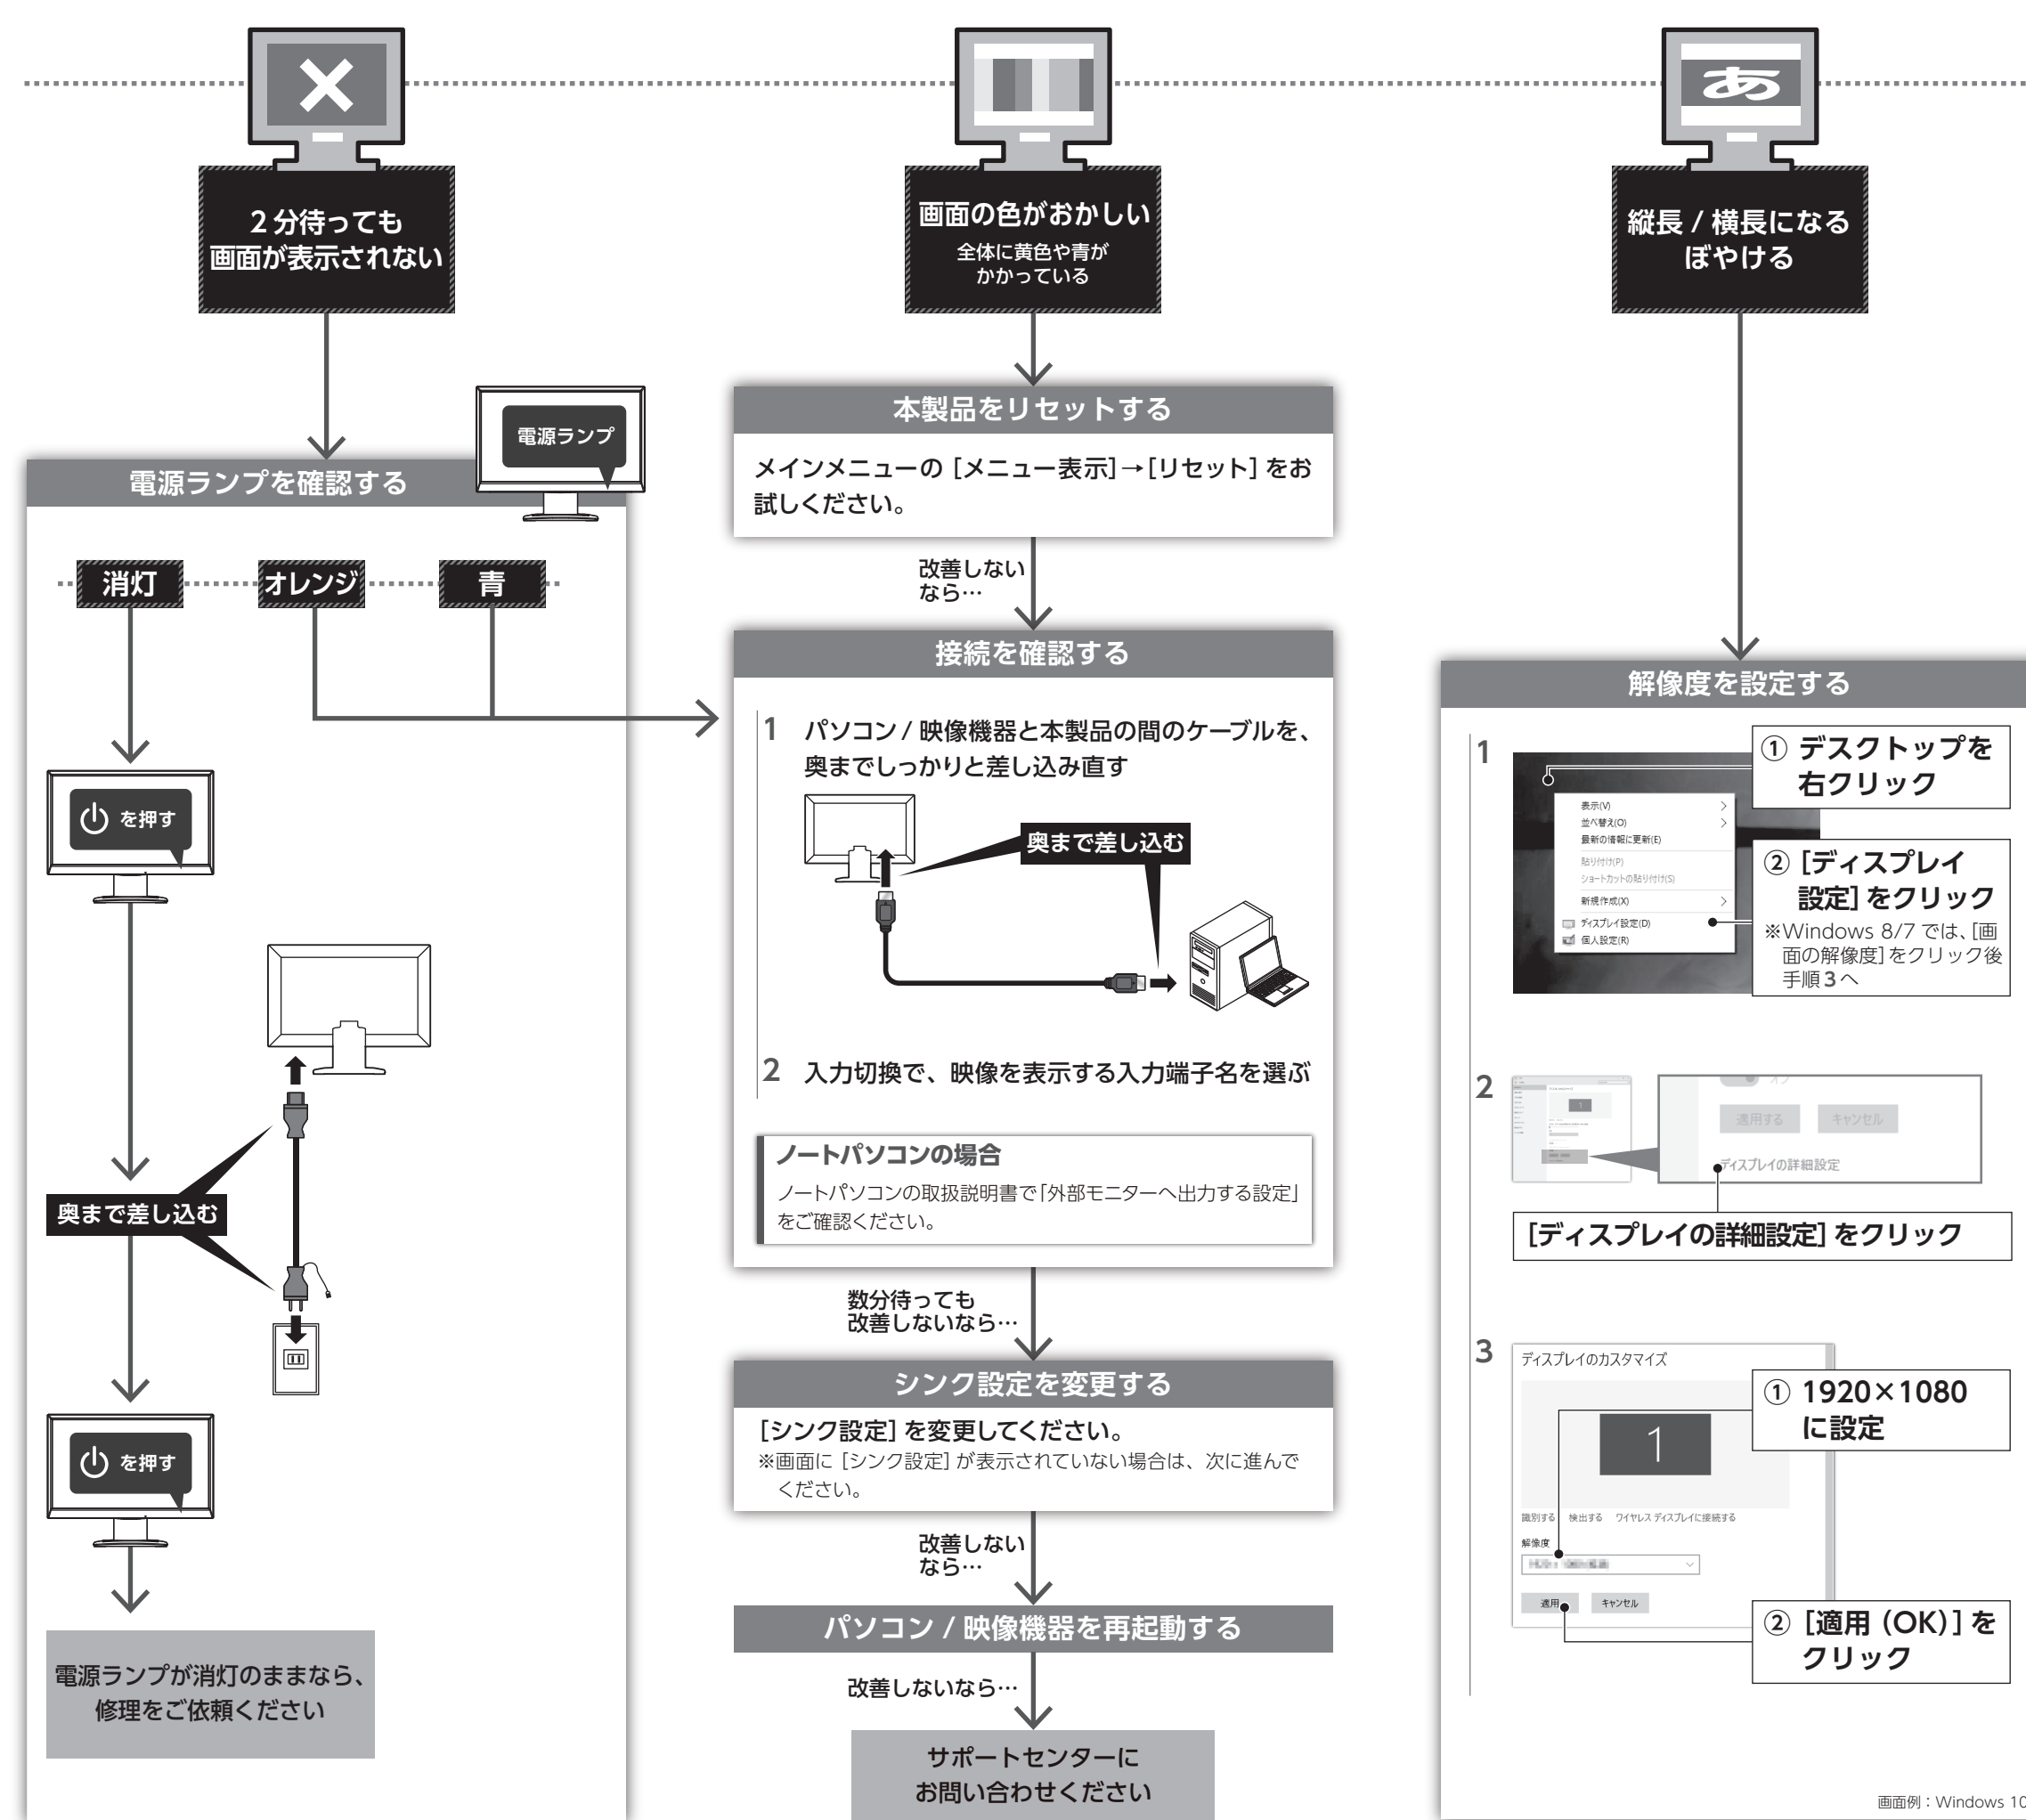 あ
2分待っても
画面が表示されない
電源ランプを確認する
電源ランプ
消灯
オレンジ
青
を押す
奥まで差し込む
を押す
電源ランプが消灯のままなら、
修理をご依頼ください
画面の色がおかしい
全体に黄色や青が
かかっている
本製品をリセットする
メインメニューの[メニュー表示]→[リセット]をお
試しください。
改善しない
なら…
接続を確認する
1 パソコン / 映像機器と本製品の間のケーブルを、
奥までしっかりと差し込み直す
奥まで差し込む
2 入力切換で、映像を表示する入力端子名を選ぶ
ノートパソコンの場合
ノートパソコンの取扱説明書で「外部モニターへ出力する設定」
をご確認ください。
数分待っても
改善しないなら…
シンク設定を変更する
[シンク設定]を変更してください。
※画面に[シンク設定]が表示されていない場合は、次に進んで
ください。
改善しない
なら…
パソコン / 映像機器を再起動する
改善しないなら…
サポートセンターに
お問い合わせください
縦長 / 横長になる
ぼやける
解像度を設定する
1
① デスクトップを
右クリック
表示(V)
並べ替え(O)
最新の情報に更新(E)
貼り付け(P)
ショートカットの貼り付け(S)
新規作成(X)
ディスプレイ設定(D)
個人設定(R)
② [ディスプレイ
設定]をクリック
※Windows 8/7 では、[画
面の解像度]をクリック後
手順3へ
2
1
オフ
適用する キャンセル
ディスプレイの詳細設定
[ディスプレイの詳細設定]をクリック
3
ディスプレイのカスタマイズ
① 1920×1080
に設定
1
識別する 検出する ワイヤレス ディスプレイに接続する
解像度
適用 キャンセル
② [適用(OK)]を
クリック
画面例：Windows 10